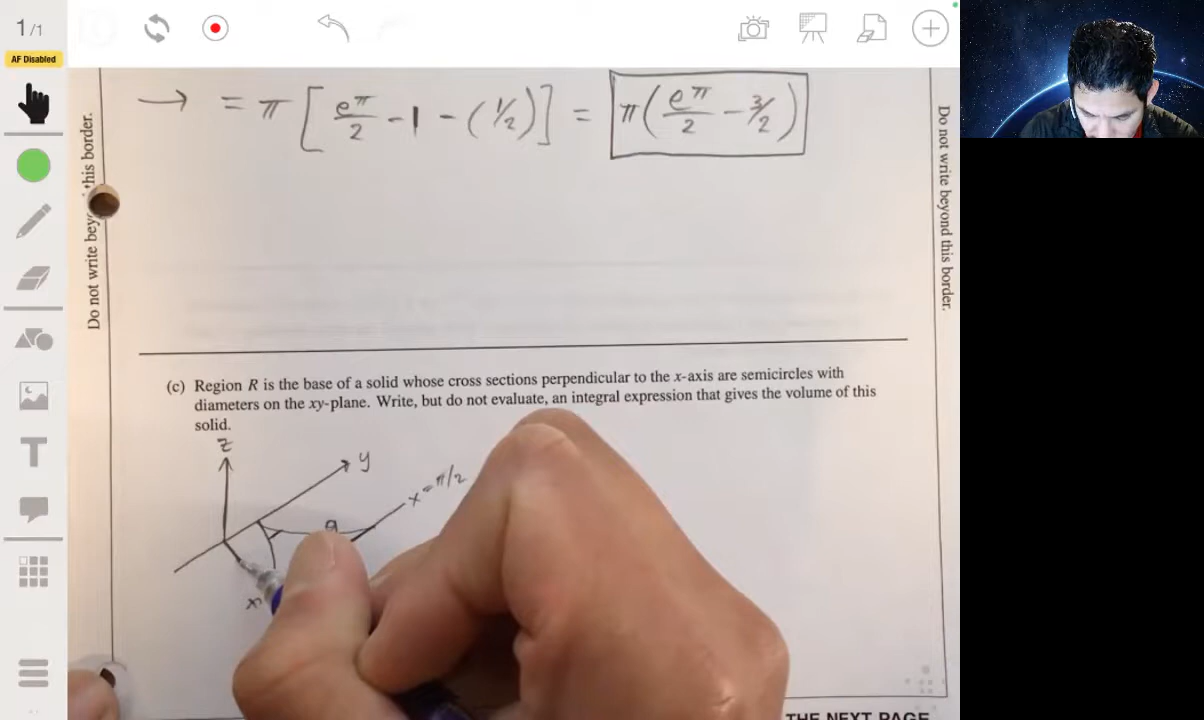 1/1
AF Disabled
→ = π [ e^π/2 - 1 - (1/2) ] = π( e^π/2 - 3/2 )
Do not write beyond this border.
Do not write beyond this border.
(c) Region R is the base of a solid whose cross sections perpendicular to the x-axis are semicircles with
diameters on the xy-plane. Write, but do not evaluate, an integral expression that gives the volume of this
solid.
z
y
x = π/2
x
T
THE NEXT PAGE